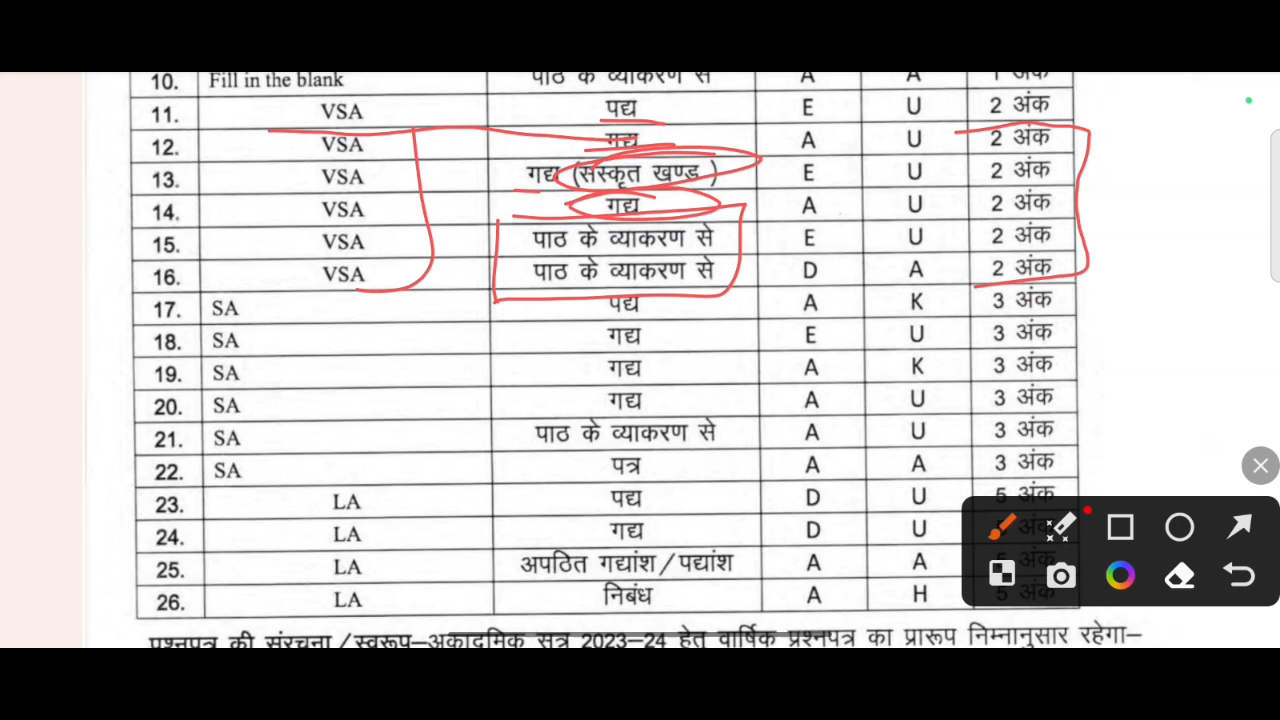 10. Fill in the blank पाठ के व्याकरण से A A 1 अंक
11. VSA पद्य E U 2 अंक
12. VSA गद्य A U 2 अंक
13. VSA गद्य (संस्कृत खण्ड ) E U 2 अंक
14. VSA गद्य A U 2 अंक
15. VSA पाठ के व्याकरण से E U 2 अंक
16. VSA पाठ के व्याकरण से D A 2 अंक
17. SA पद्य A K 3 अंक
18. SA गद्य E U 3 अंक
19. SA गद्य A K 3 अंक
20. SA गद्य A U 3 अंक
21. SA पाठ के व्याकरण से A U 3 अंक
22. SA पत्र A A 3 अंक
23. LA पद्य D U 5 अंक
24. LA गद्य D U 5 अंक
25. LA अपठित गद्यांश/पद्यांश A A 5 अंक
26. LA निबंध A H 5 अंक
प्रश्नपत्र की संरचना/स्वरूप–अकादमिक सत्र 2023–24 हेतु वार्षिक प्रश्नपत्र का प्रारूप निम्नानुसार रहेगा–